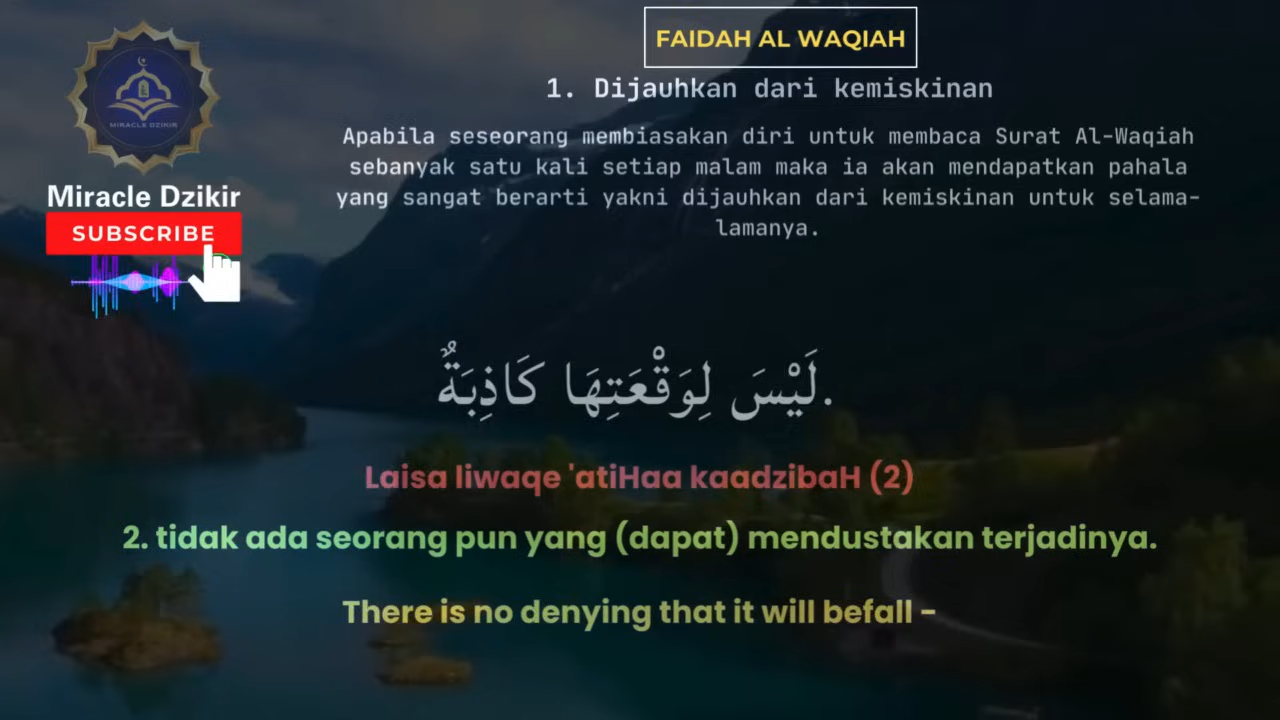 FAIDAH AL WAQIAH
1. Dijauhkan dari kemiskinan
Apabila seseorang membiasakan diri untuk membaca Surat Al-Waqiah
sebanyak satu kali setiap malam maka ia akan mendapatkan pahala
yang sangat berarti yakni dijauhkan dari kemiskinan untuk selama-
lamanya.
MIRACLE DZIKIR
Miracle Dzikir
SUBSCRIBE
لَيْسَ لِوَقْعَتِهَا كَاذِبَةٌ.
Laisa liwaqe 'atiHaa kaadzibaH (2)
2. tidak ada seorang pun yang (dapat) mendustakan terjadinya.
There is no denying that it will befall -